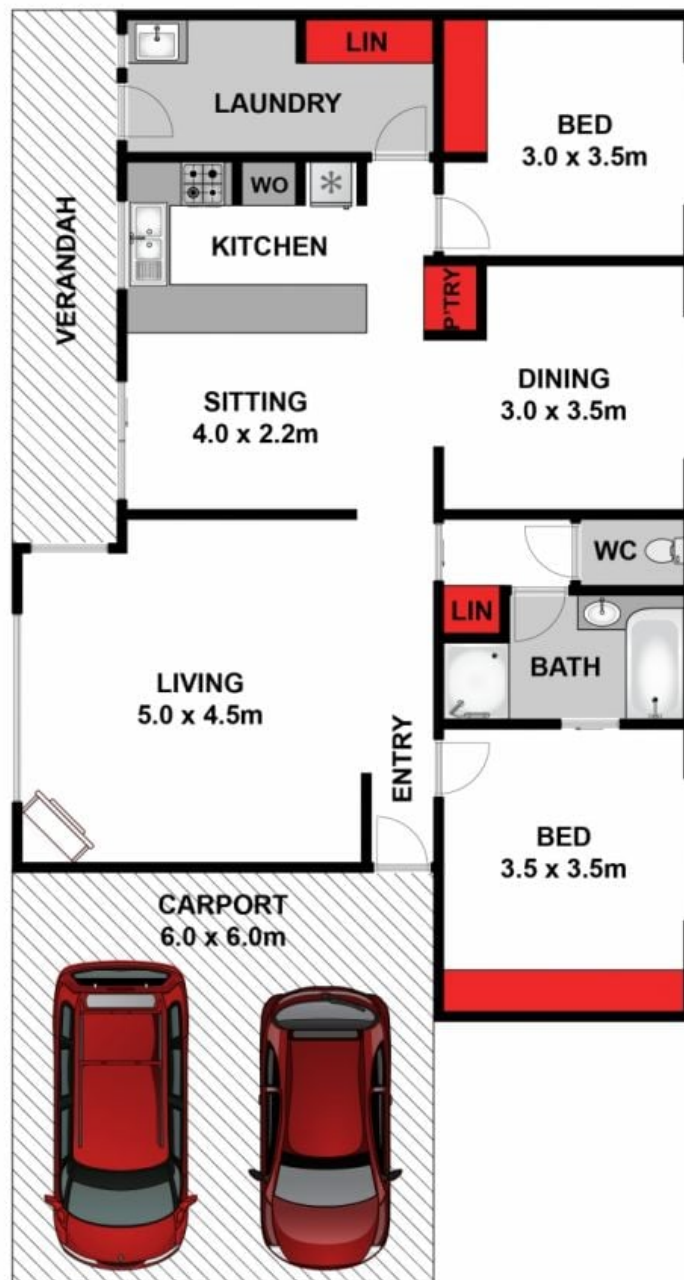 LIN
LAUNDRY
BED
3.0 x 3.5m
WO
KITCHEN
VERANDAH
P'TRY
SITTING
4.0 x 2.2m
DINING
3.0 x 3.5m
WC
LIN
BATH
LIVING
5.0 x 4.5m
ENTRY
BED
3.5 x 3.5m
CARPORT
6.0 x 6.0m